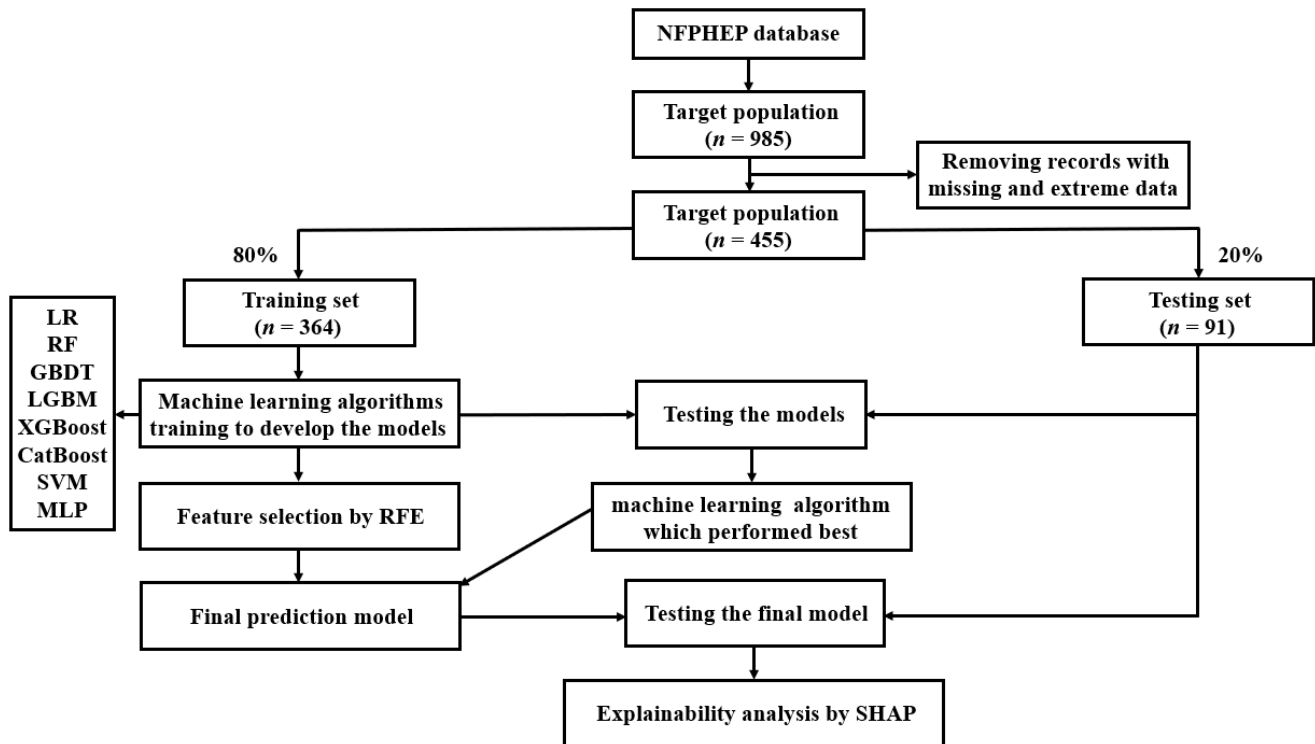 NFPHEP database
Target population
(n = 985)
Removing records with
missing and extreme data
Target population
(n = 455)
80%
20%
Training set
(n = 364)
Testing set
(n = 91)
LR
RF
GBDT
LGBM
XGBoost
CatBoost
SVM
MLP
Machine learning algorithms
training to develop the models
Testing the models
Feature selection by RFE
machine learning algorithm
which performed best
Final prediction model
Testing the final model
Explainability analysis by SHAP